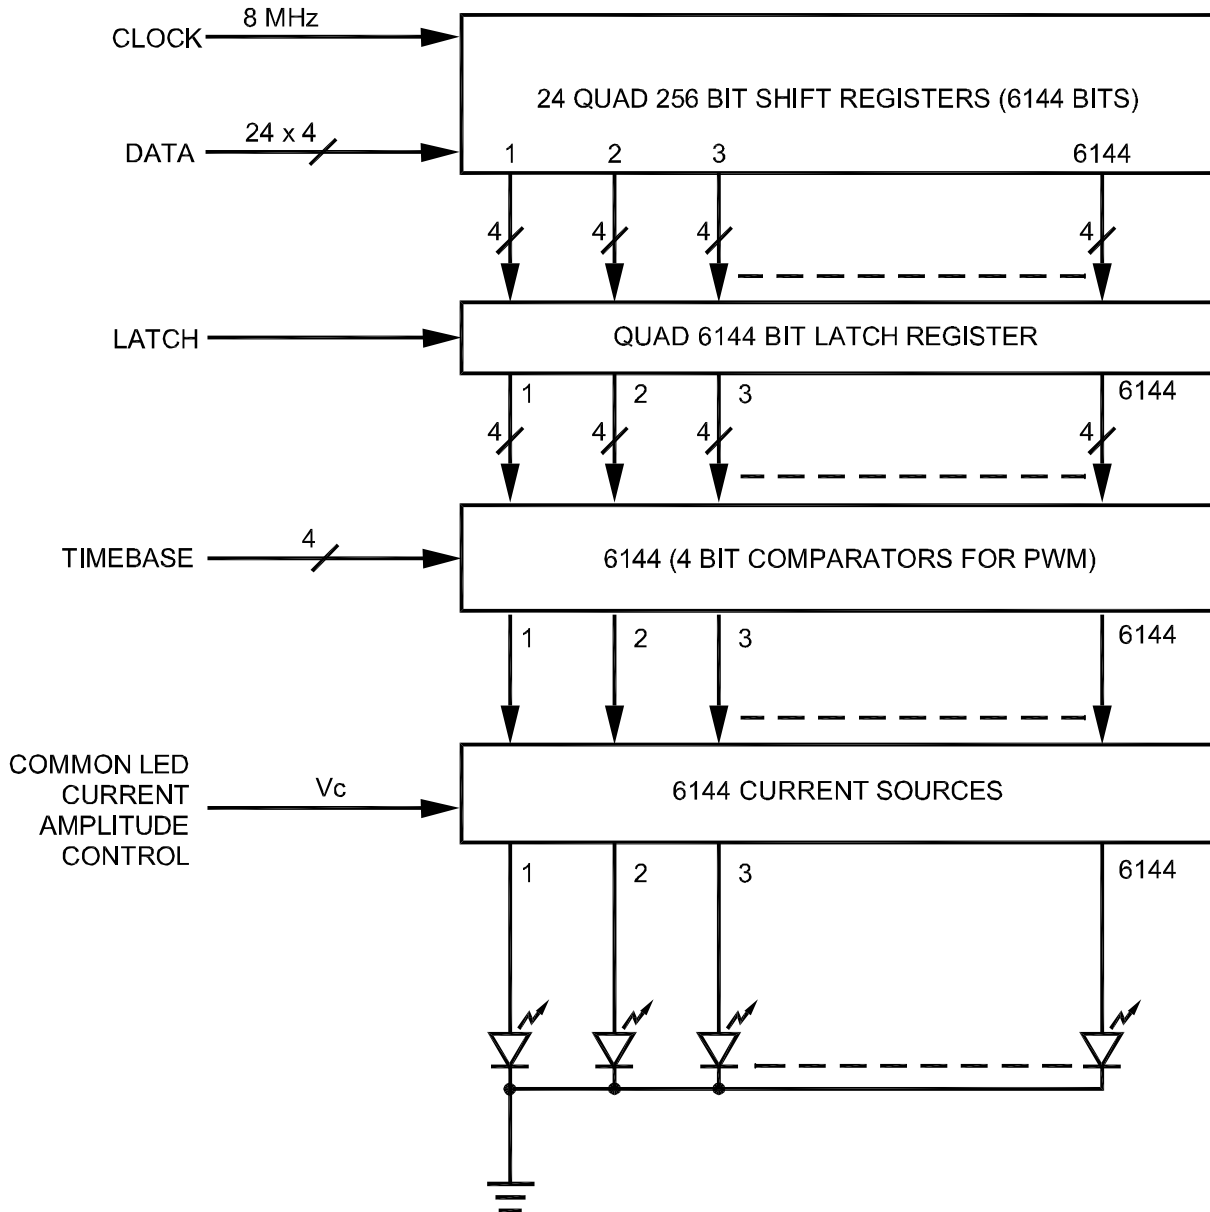 8 MHz
CLOCK
24 QUAD 256 BIT SHIFT REGISTERS (6144 BITS)
24 x 4
DATA
1 2 3 6144
4 4 4 4
LATCH
QUAD 6144 BIT LATCH REGISTER
1 2 3 6144
4 4 4 4
4
TIMEBASE
6144 (4 BIT COMPARATORS FOR PWM)
1 2 3 6144
COMMON LED
CURRENT
AMPLITUDE
CONTROL
Vc
6144 CURRENT SOURCES
1 2 3 6144